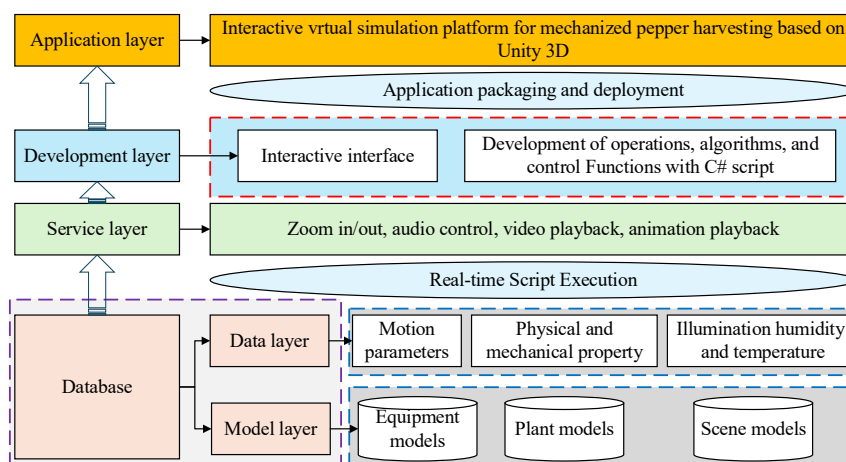 Application layer
Interactive vrtual simulation platform for mechanized pepper harvesting based on
Unity 3D
Application packaging and deployment
Development layer
Interactive interface
Development of operations, algorithms, and
control Functions with C# script
Service layer
Zoom in/out, audio control, video playback, animation playback
Real-time Script Execution
Database
Data layer
Motion
parameters
Physical and
mechanical property
Illumination humidity
and temperature
Model layer
Equipment
models
Plant models
Scene models